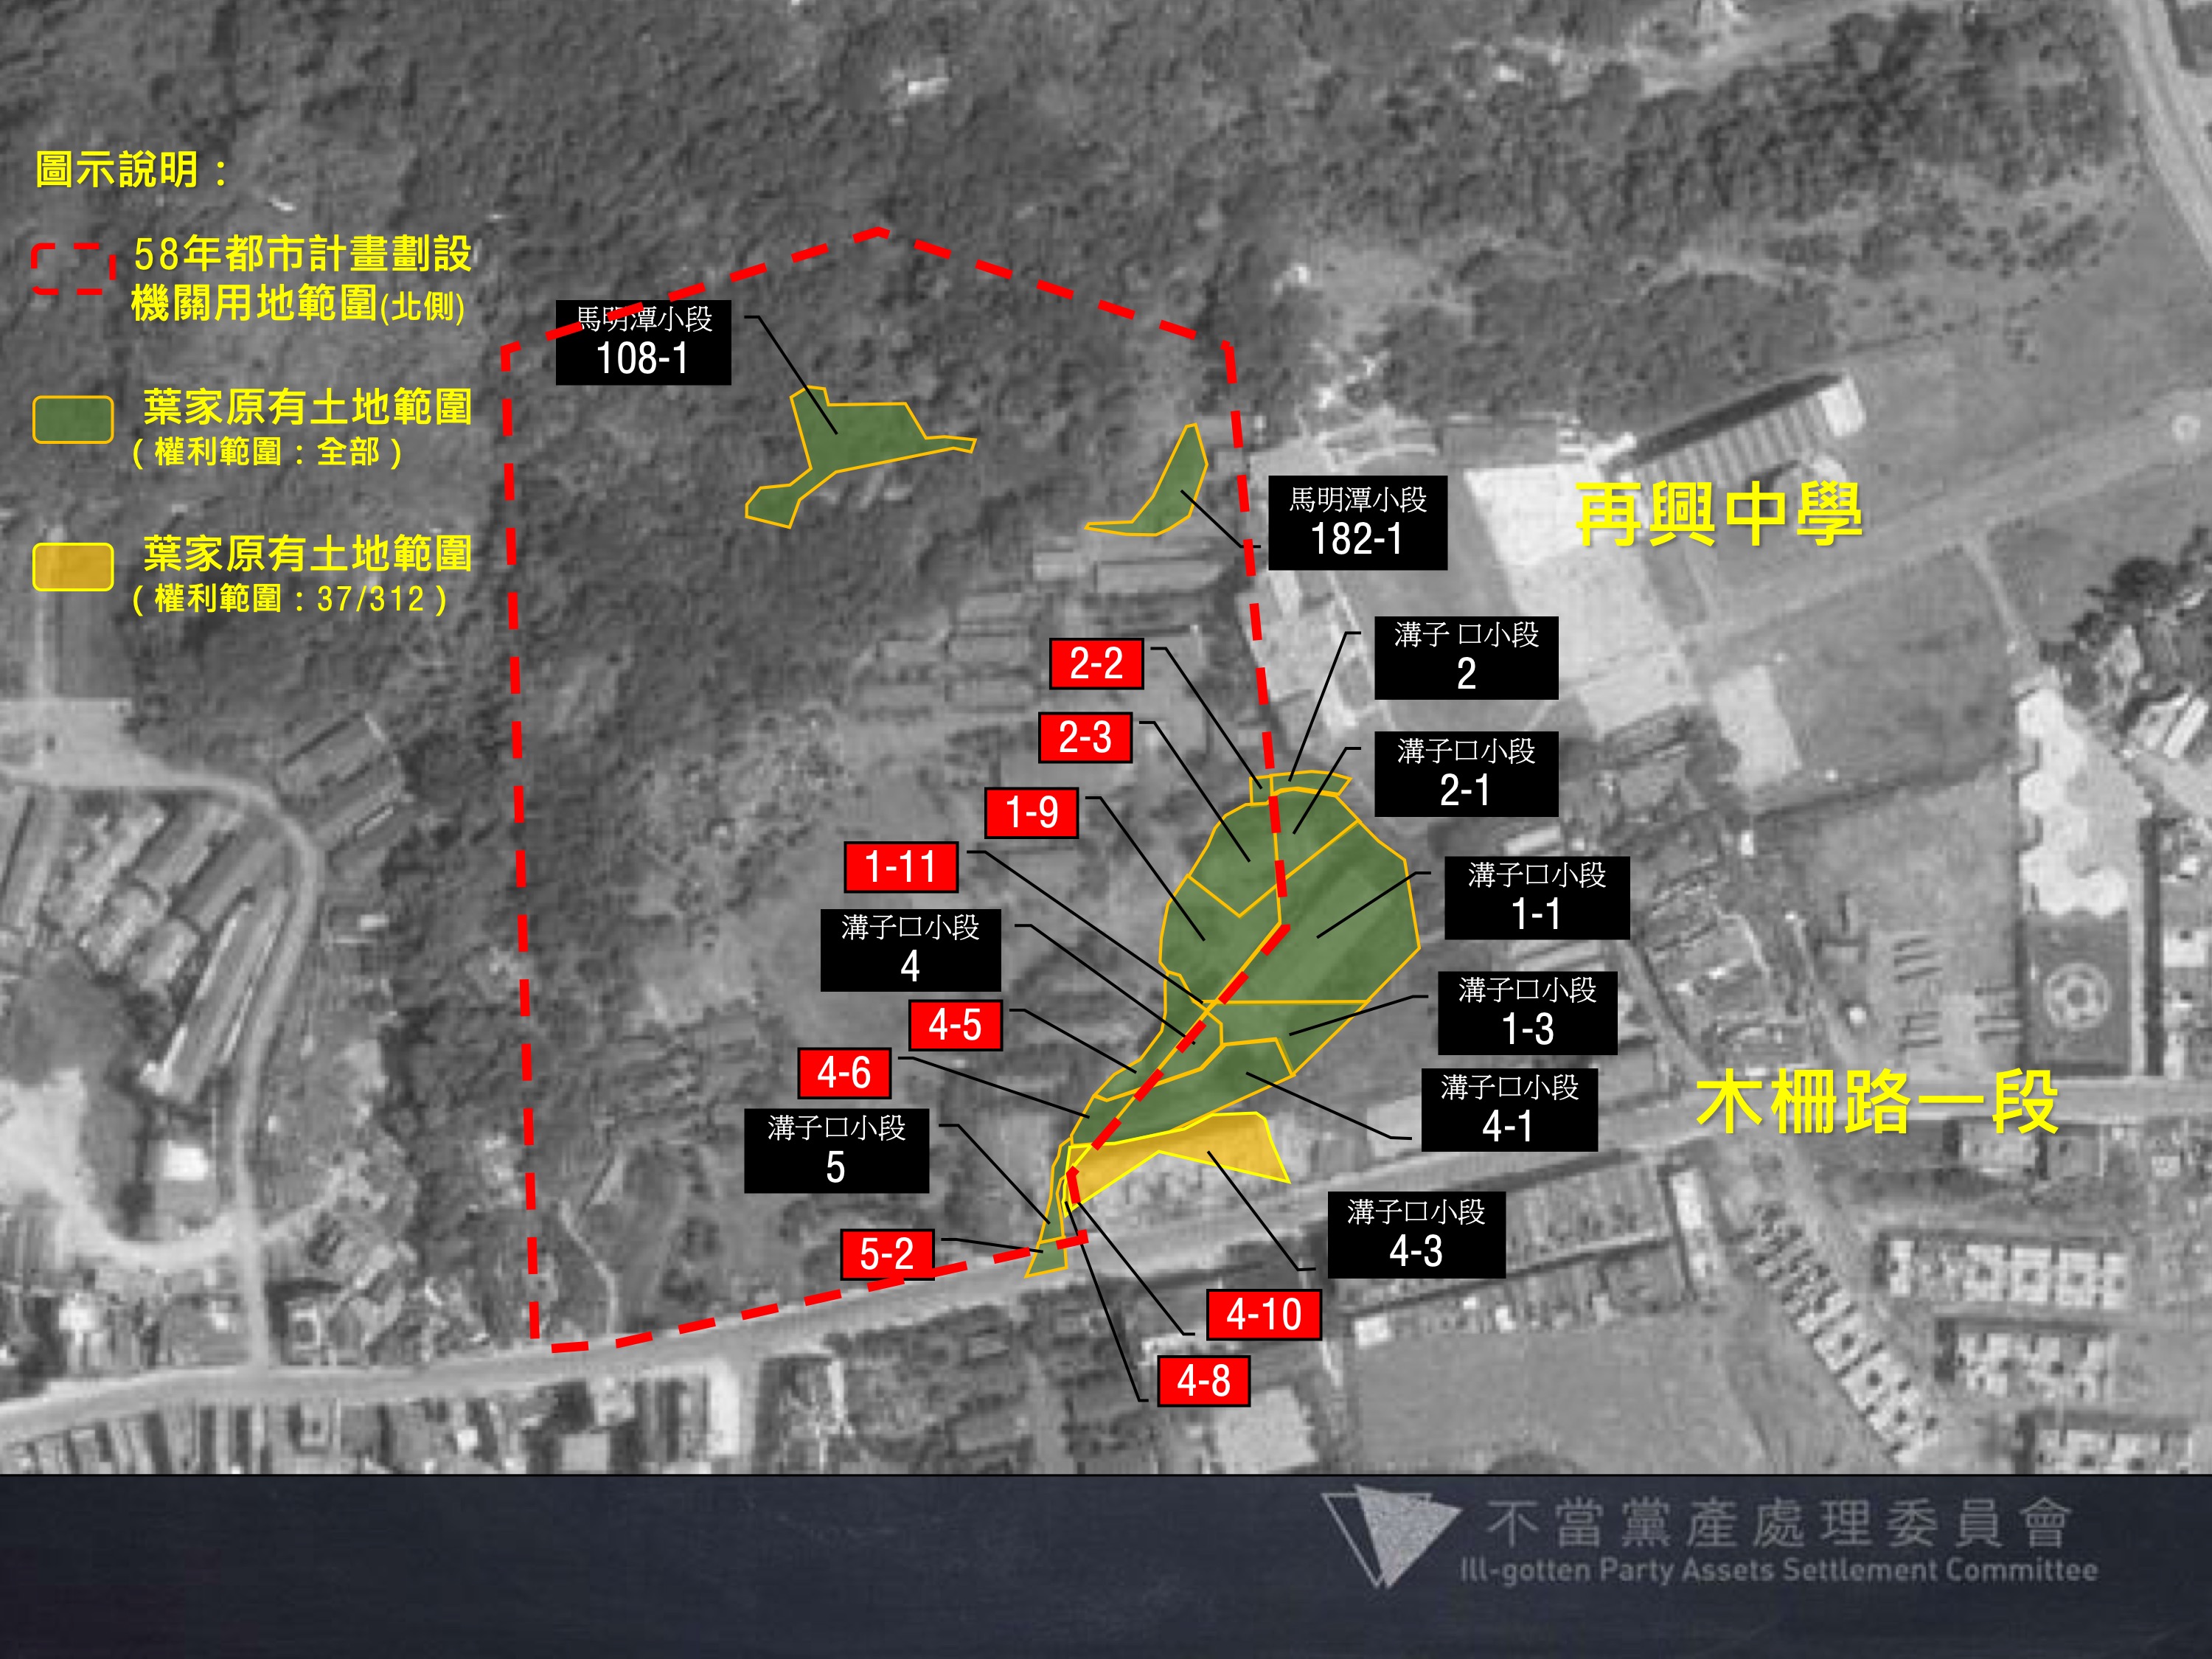 圖示說明：
58年都市計畫劃設
機關用地範圍(北側)
葉家原有土地範圍
（權利範圍：全部）
葉家原有土地範圍
（權利範圍：37/312）
馬明潭小段
108-1
馬明潭小段
182-1
再興中學
2-2
溝子 口小段
2
2-3
溝子口小段
2-1
1-9
1-11
溝子口小段
1-1
溝子口小段
4
溝子口小段
1-3
4-5
4-6
溝子口小段
4-1
木柵路一段
溝子口小段
5
溝子口小段
4-3
5-2
4-10
4-8
不當黨產處理委員會
Ill-gotten Party Assets Settlement Committee